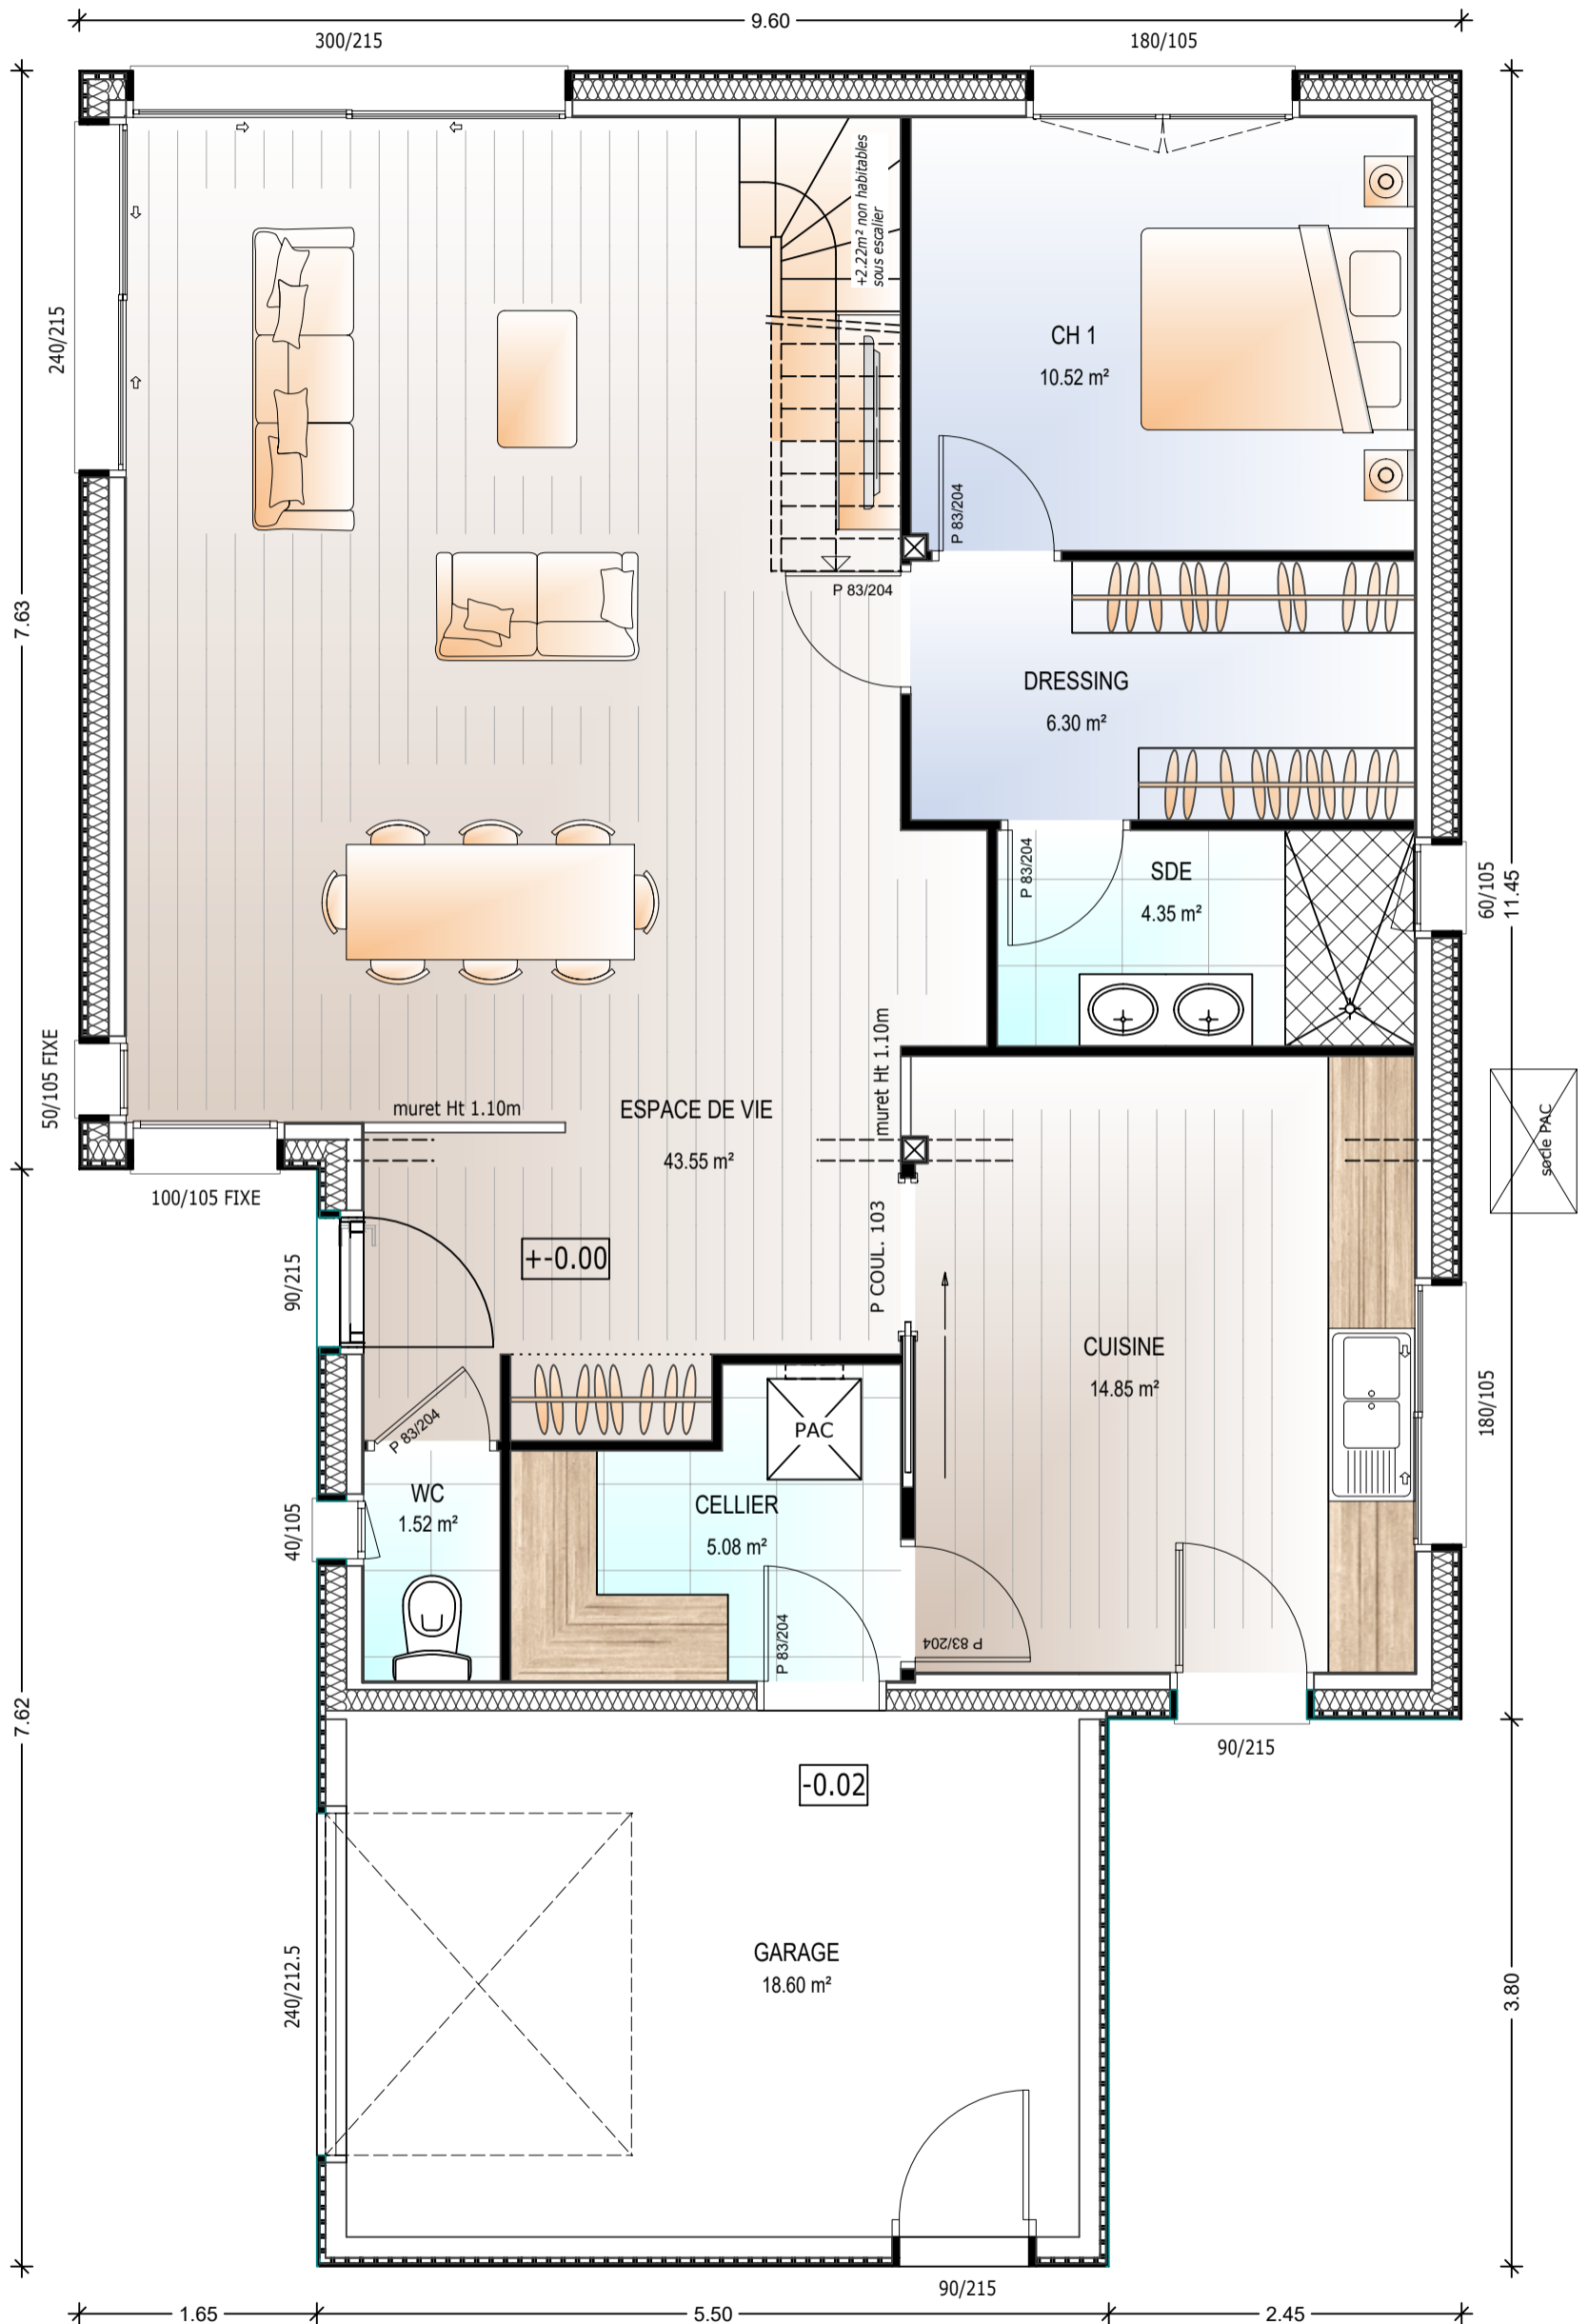 9.60
300/215
180/105
+2.22m² non habitables
sous escalier
240/215
CH 1
10.52 m²
P 83/204
P 83/204
7.63
DRESSING
6.30 m²
P 83/204
SDE
4.35 m²
60/105
11.45
50/105 FIXE
muret Ht 1.10m
muret Ht 1.10m
ESPACE DE VIE
43.55 m²
socle PAC
100/105 FIXE
90/215
+-0.00
P COUL. 103
CUISINE
14.85 m²
180/105
P 83/204
PAC
WC
1.52 m²
40/105
CELLIER
5.08 m²
P 83/204
P 83/204
7.62
90/215
-0.02
GARAGE
18.60 m²
240/212.5
3.80
90/215
1.65
5.50
2.45